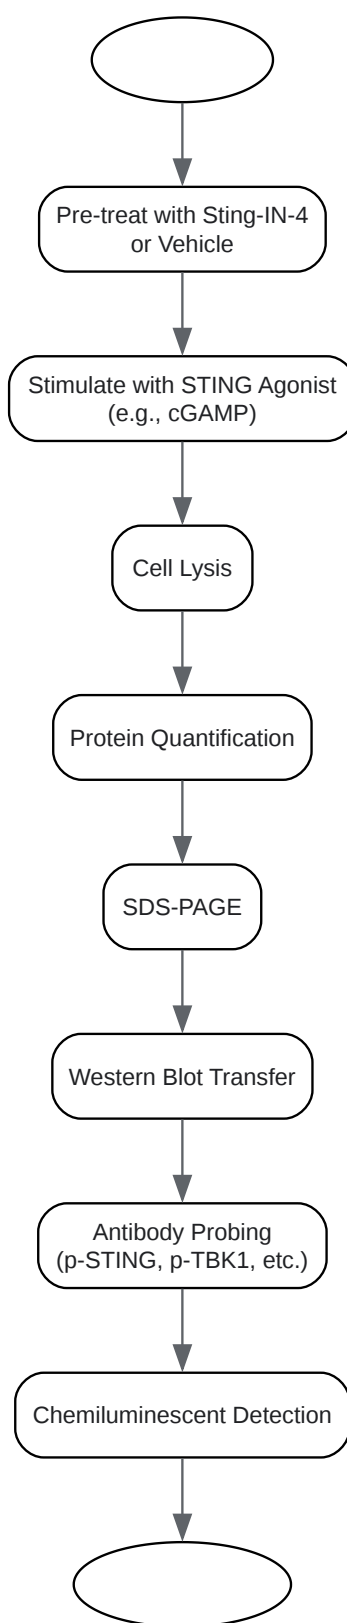 Pre-treat with Sting-IN-4
or Vehicle
Stimulate with STING Agonist
(e.g., cGAMP)
Cell Lysis
Protein Quantification
SDS-PAGE
Western Blot Transfer
Antibody Probing
(p-STING, p-TBK1, etc.)
Chemiluminescent Detection